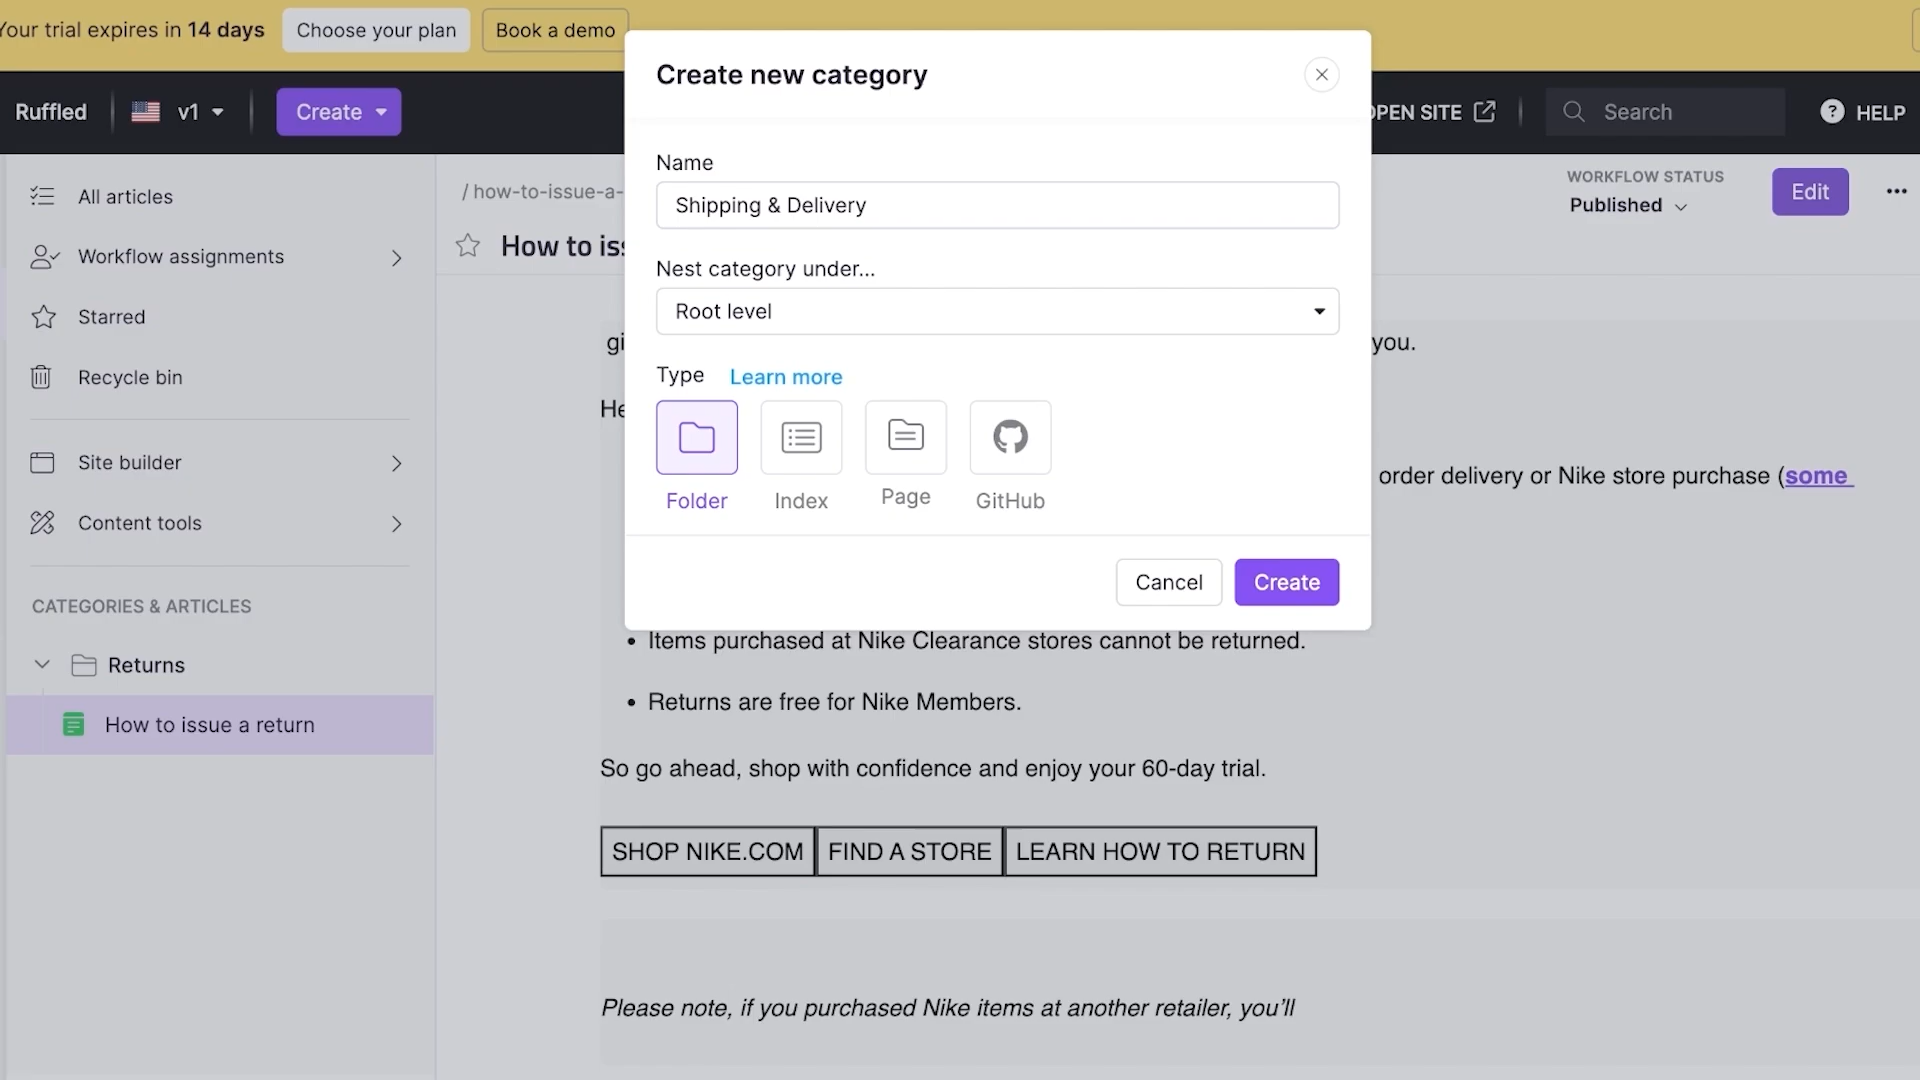 Your trial expires in 14 days
Choose your plan
Book a demo
Ruffled
v1
Create
OPEN SITE
Search
HELP
All articles
Workflow assignments
Starred
Recycle bin
Site builder
Content tools
CATEGORIES & ARTICLES
Returns
How to issue a return
/ how-to-issue-a-
How to is
WORKFLOW STATUS
Published
Edit
Create new category
Name
Shipping & Delivery
Nest category under...
Root level
Type Learn more
Folder
Index
Page
GitHub
Cancel
Create
gi
you.
He
order delivery or Nike store purchase (some
• Items purchased at Nike Clearance stores cannot be returned.
• Returns are free for Nike Members.
So go ahead, shop with confidence and enjoy your 60-day trial.
SHOP NIKE.COM
FIND A STORE
LEARN HOW TO RETURN
Please note, if you purchased Nike items at another retailer, you’ll